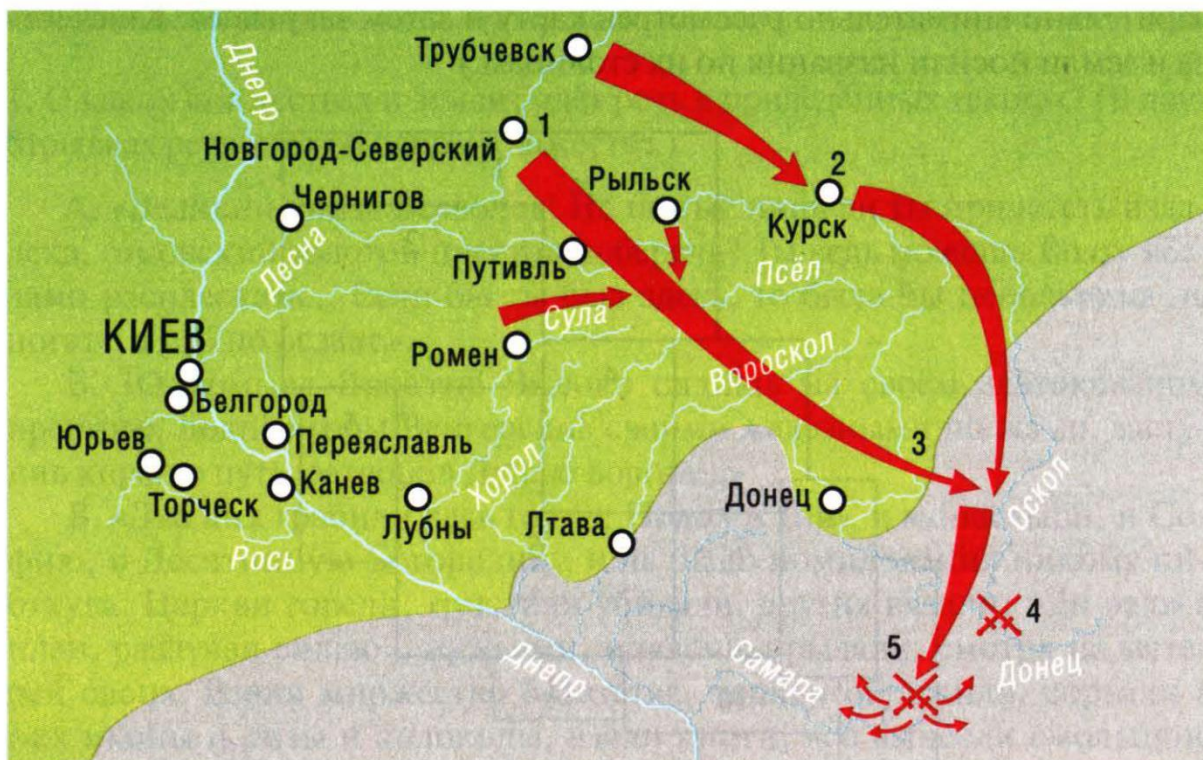 Трубчевск
Днепр
1
Новгород-Северский
Рыльск
2
Курск
Чернигов
Десна
Путивль
Псёл
Сула
КИЕВ
Ромен
Вороскол
Белгород
Переяславль
Юрьев
Торческ
Канев
Хорол
3
Лубны
Донец
Оскол
Лтава
Рось
4
5
Днепр
Самара
Донец